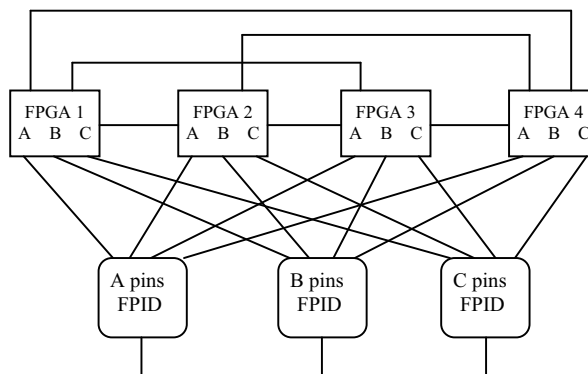 FPGA 1
A B C
FPGA 2
A B C
FPGA 3
A B C
FPGA 4
A B C
A pins
FPID
B pins
FPID
C pins
FPID